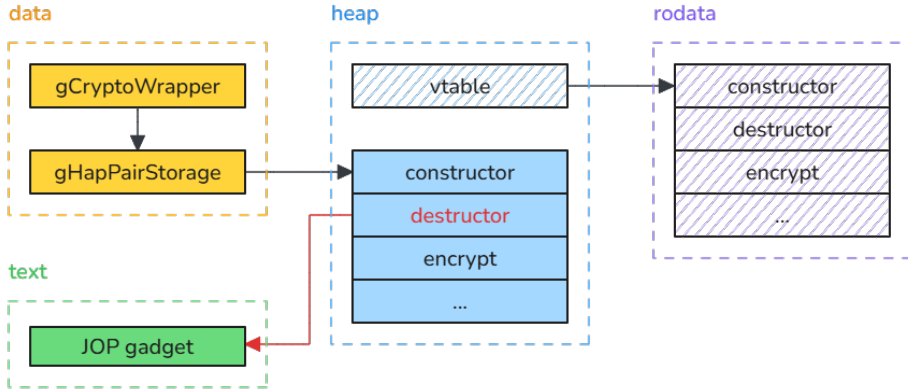 data
gCryptoWrapper
gHapPairStorage
text
JOP gadget
heap
vtable
constructor
destructor
encrypt
...
rodata
constructor
destructor
encrypt
...